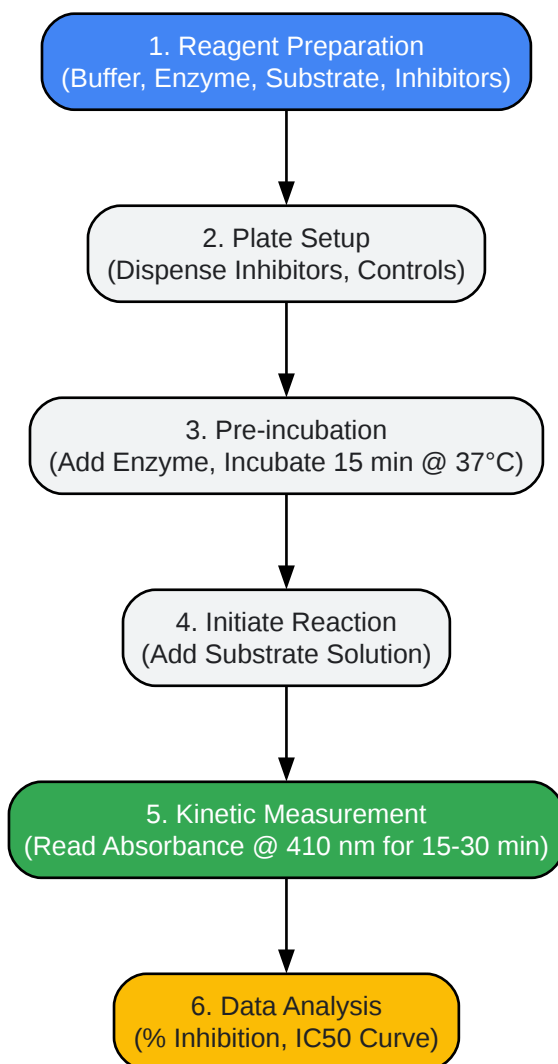 1. Reagent Preparation
(Buffer, Enzyme, Substrate, Inhibitors)
2. Plate Setup
(Dispense Inhibitors, Controls)
3. Pre-incubation
(Add Enzyme, Incubate 15 min @ 37°C)
4. Initiate Reaction
(Add Substrate Solution)
5. Kinetic Measurement
(Read Absorbance @ 410 nm for 15-30 min)
6. Data Analysis
(% Inhibition, IC50 Curve)